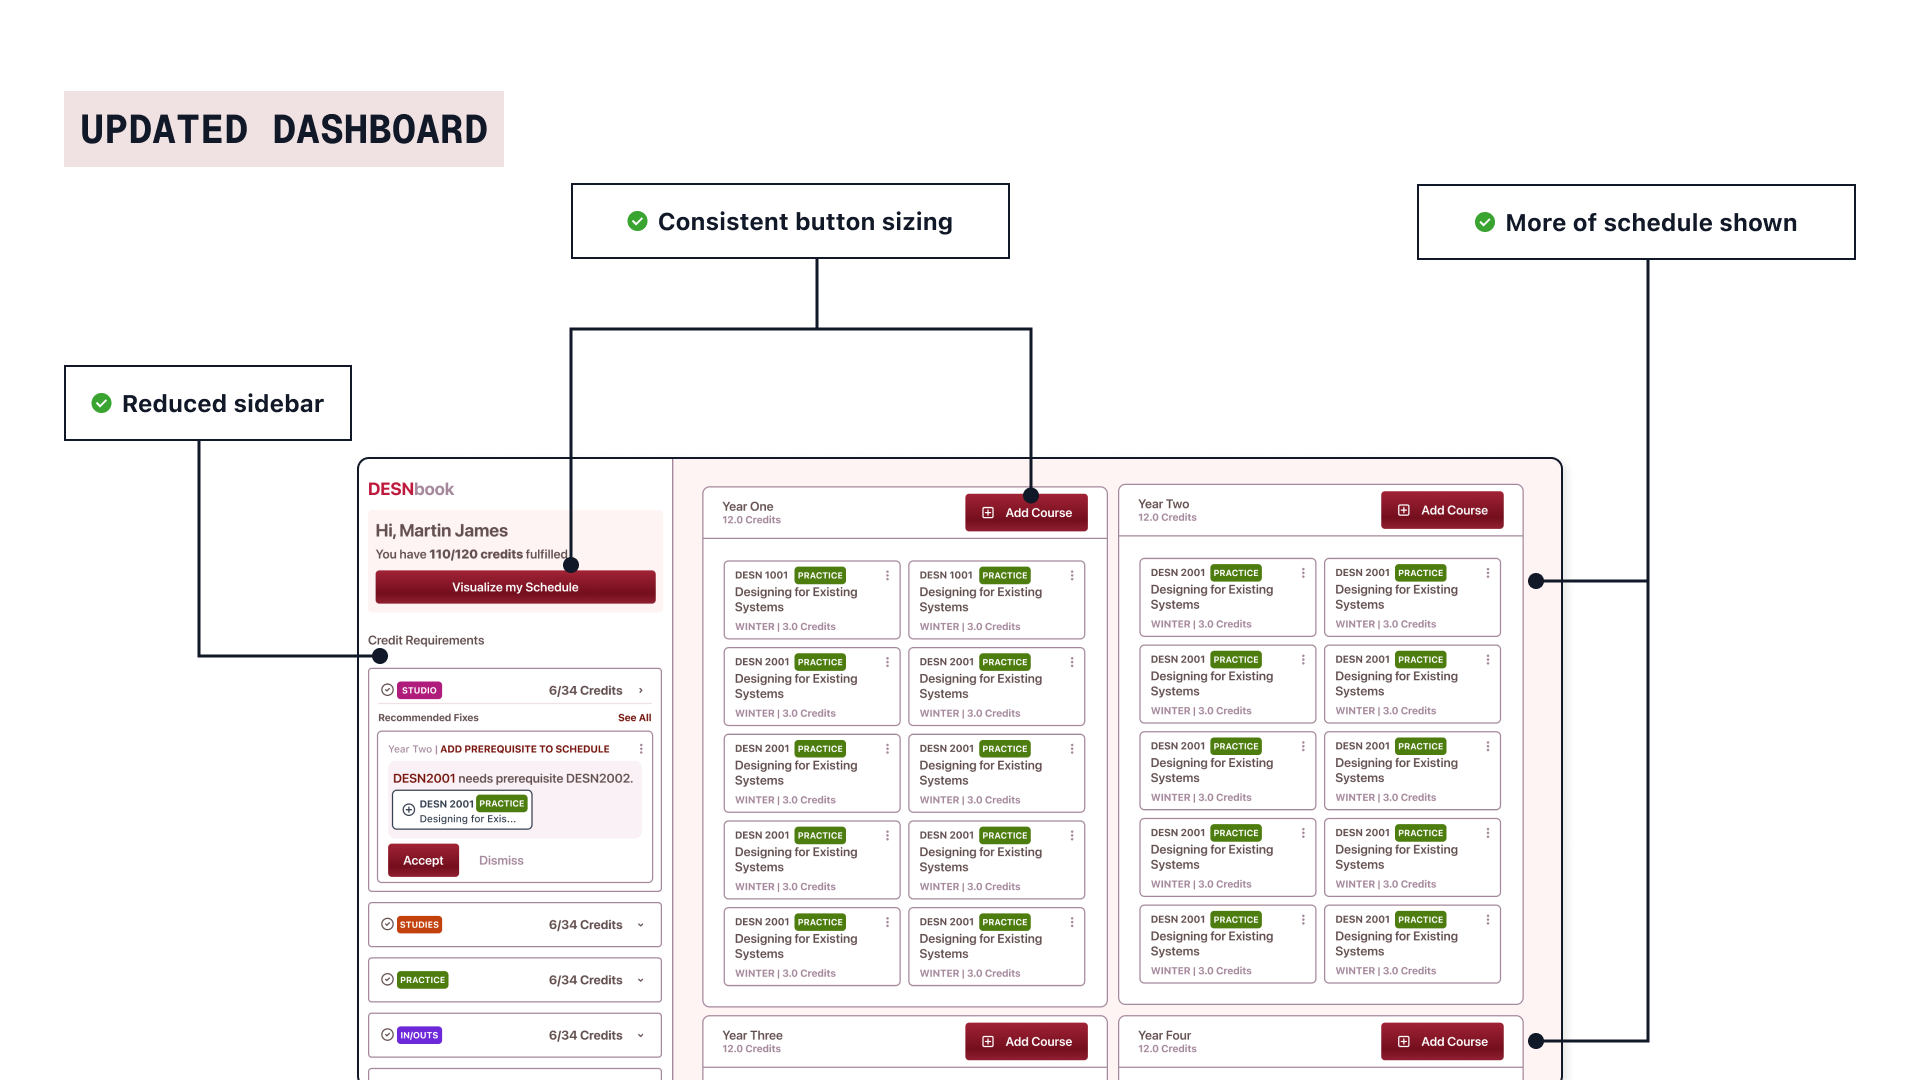 UPDATED DASHBOARD
Consistent button sizing
More of schedule shown
Reduced sidebar
DESNbook
Hi, Martin James
You have 110/120 credits fulfilled
Visualize my Schedule
Credit Requirements
STUDIO 6/34 Credits
Recommended Fixes See All
Year Two | ADD PREREQUISITE TO SCHEDULE
DESN2001 needs prerequisite DESN2002.
DESN 2001 PRACTICE
Designing for Exis...
Accept Dismiss
STUDIES 6/34 Credits
PRACTICE 6/34 Credits
IN/OUTS 6/34 Credits
Year One
12.0 Credits
Add Course
DESN 1001 PRACTICE
Designing for Existing
Systems
WINTER | 3.0 Credits
DESN 1001 PRACTICE
Designing for Existing
Systems
WINTER | 3.0 Credits
DESN 2001 PRACTICE
Designing for Existing
Systems
WINTER | 3.0 Credits
DESN 2001 PRACTICE
Designing for Existing
Systems
WINTER | 3.0 Credits
DESN 2001 PRACTICE
Designing for Existing
Systems
WINTER | 3.0 Credits
DESN 2001 PRACTICE
Designing for Existing
Systems
WINTER | 3.0 Credits
DESN 2001 PRACTICE
Designing for Existing
Systems
WINTER | 3.0 Credits
DESN 2001 PRACTICE
Designing for Existing
Systems
WINTER | 3.0 Credits
DESN 2001 PRACTICE
Designing for Existing
Systems
WINTER | 3.0 Credits
DESN 2001 PRACTICE
Designing for Existing
Systems
WINTER | 3.0 Credits
Year Two
12.0 Credits
Add Course
DESN 2001 PRACTICE
Designing for Existing
Systems
WINTER | 3.0 Credits
DESN 2001 PRACTICE
Designing for Existing
Systems
WINTER | 3.0 Credits
DESN 2001 PRACTICE
Designing for Existing
Systems
WINTER | 3.0 Credits
DESN 2001 PRACTICE
Designing for Existing
Systems
WINTER | 3.0 Credits
DESN 2001 PRACTICE
Designing for Existing
Systems
WINTER | 3.0 Credits
DESN 2001 PRACTICE
Designing for Existing
Systems
WINTER | 3.0 Credits
DESN 2001 PRACTICE
Designing for Existing
Systems
WINTER | 3.0 Credits
DESN 2001 PRACTICE
Designing for Existing
Systems
WINTER | 3.0 Credits
DESN 2001 PRACTICE
Designing for Existing
Systems
WINTER | 3.0 Credits
DESN 2001 PRACTICE
Designing for Existing
Systems
WINTER | 3.0 Credits
Year Three
12.0 Credits
Add Course
Year Four
12.0 Credits
Add Course